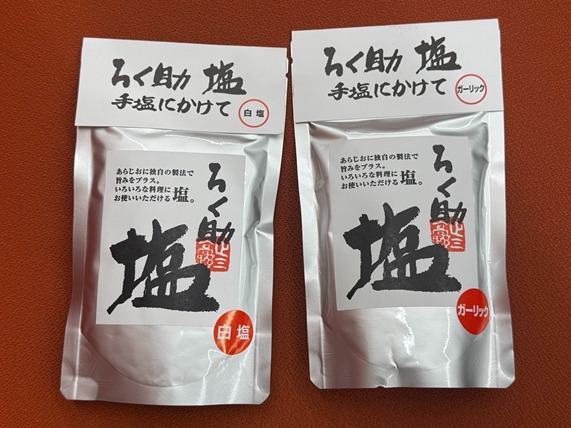 ろく助 塩
手塩にかけて
白塩
あらじおに独自の製法で
旨みをプラス。
いろいろな料理に
お使いいただける塩。
ろく助
塩
白塩
ろく助 塩
手塩にかけて
ガーリック
あらじおに独自の製法で
旨みをプラス。
いろいろな料理に
お使いいただける塩。
ろく助
塩
ガーリック